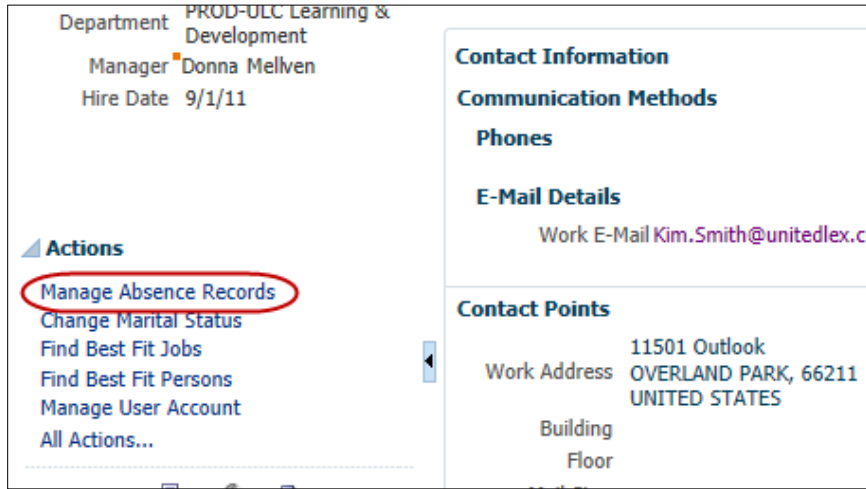 PROD-ULC Learning &
Department
Development
Manager Donna Mellven
Hire Date 9/1/11
Actions
Manage Absence Records
Change Marital Status
Find Best Fit Jobs
Find Best Fit Persons
Manage User Account
All Actions...
Contact Information
Communication Methods
Phones
E-Mail Details
Work E-Mail Kim.Smith@unitedlex.c
Contact Points
11501 Outlook
Work Address OVERLAND PARK, 66211
UNITED STATES
Building
Floor